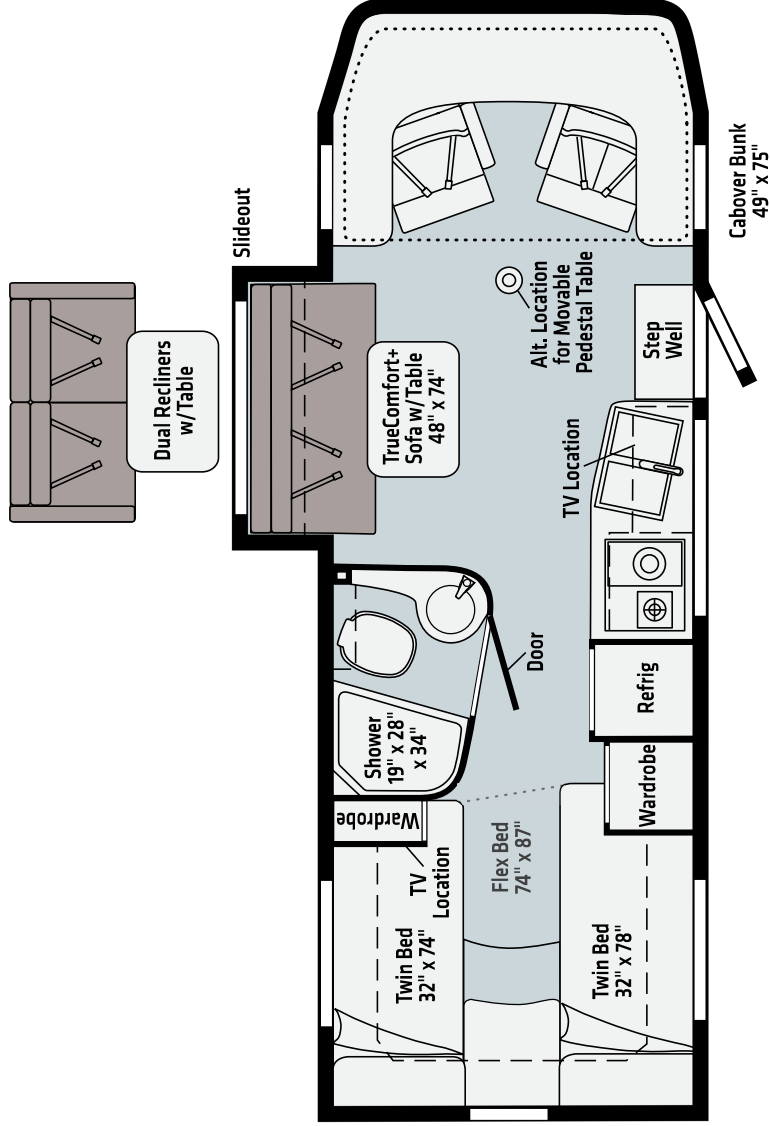 Slideout
Cabover Bunk
49" x 75"
Dual Recliners
w/Table
TrueComfort+
Sofa w/Table
48" x 74"
Alt. Location
for Movable
Pedestal Table
Step
Well
TV Location
Door
Refrig
Shower
19" x 28"
x 34"
Wardrobe
Wardrobe
TV
Location
Flex Bed
74" x 87"
Twin Bed
32" x 74"
Twin Bed
32" x 78"